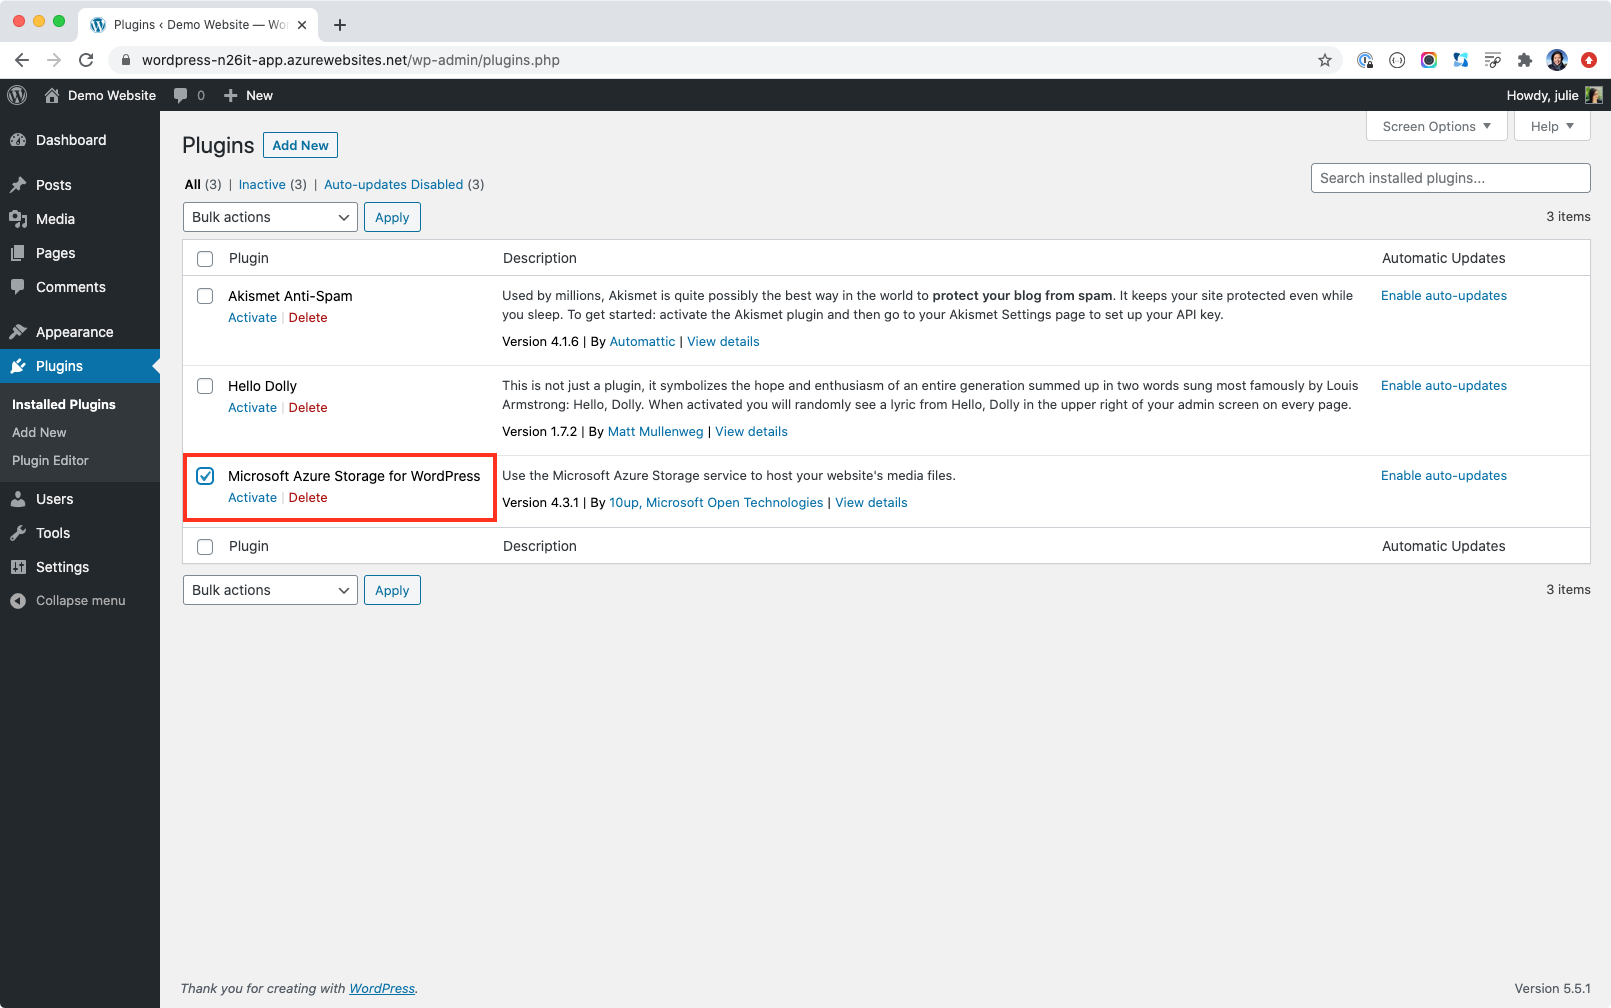 Plugins ‹ Demo Website — Wo
wordpress-n26it-app.azurewebsites.net/wp-admin/plugins.php
Demo Website 0 New Howdy, julie
Dashboard
Posts
Media
Pages
Comments
Appearance
Plugins
Installed Plugins
Add New
Plugin Editor
Users
Tools
Settings
Collapse menu
Screen Options Help
Plugins Add New
All (3) | Inactive (3) | Auto-updates Disabled (3)
Search installed plugins...
Bulk actions Apply 3 items
Plugin Description Automatic Updates
Akismet Anti-Spam
Activate | Delete
Used by millions, Akismet is quite possibly the best way in the world to protect your blog from spam. It keeps your site protected even while
you sleep. To get started: activate the Akismet plugin and then go to your Akismet Settings page to set up your API key.
Version 4.1.6 | By Automattic | View details
Enable auto-updates
Hello Dolly
Activate | Delete
This is not just a plugin, it symbolizes the hope and enthusiasm of an entire generation summed up in two words sung most famously by Louis
Armstrong: Hello, Dolly. When activated you will randomly see a lyric from Hello, Dolly in the upper right of your admin screen on every page.
Version 1.7.2 | By Matt Mullenweg | View details
Enable auto-updates
Microsoft Azure Storage for WordPress
Activate | Delete
Use the Microsoft Azure Storage service to host your website's media files.
Version 4.3.1 | By 10up, Microsoft Open Technologies | View details
Enable auto-updates
Plugin Description Automatic Updates
Bulk actions Apply 3 items
Thank you for creating with WordPress. Version 5.5.1